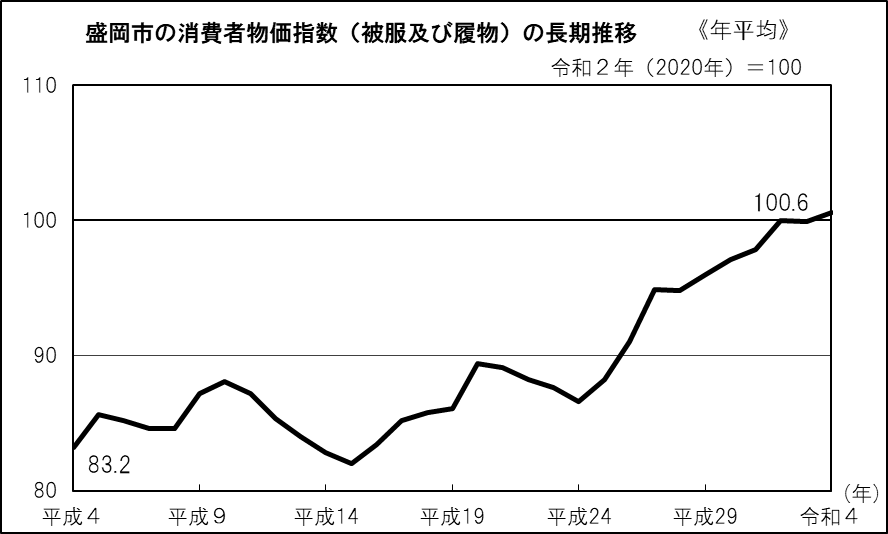 盛岡市の消費者物価指数（被服及び履物）の長期推移　《年平均》
令和２年（2020年）＝100
110
100
90
80
100.6
83.2
平成４ 平成９ 平成14 平成19 平成24 平成29 令和４
（年）